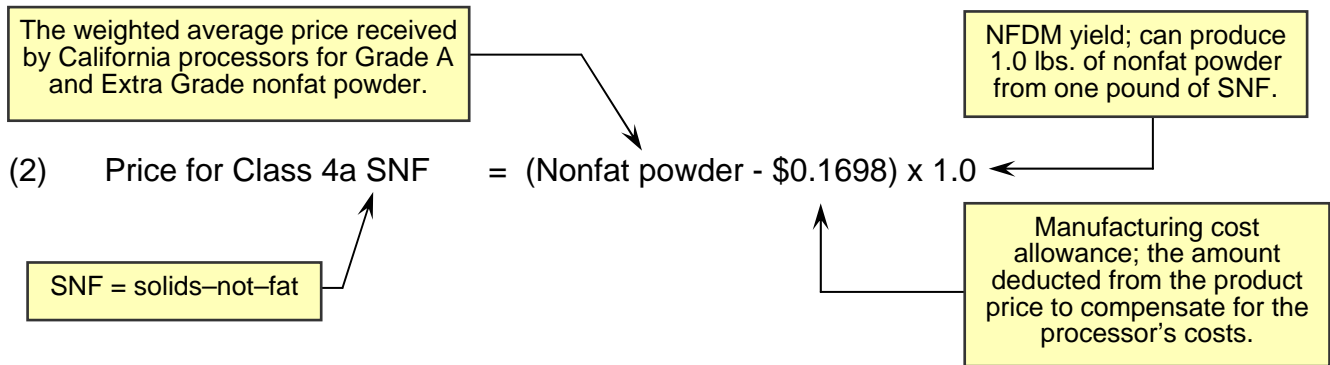 The weighted average price received
by California processors for Grade A
and Extra Grade nonfat powder.
NFDM yield; can produce
1.0 lbs. of nonfat powder
from one pound of SNF.
(2) Price for Class 4a SNF = (Nonfat powder - $0.1698) x 1.0
SNF = solids–not–fat
Manufacturing cost
allowance; the amount
deducted from the product
price to compensate for the
processor's costs.